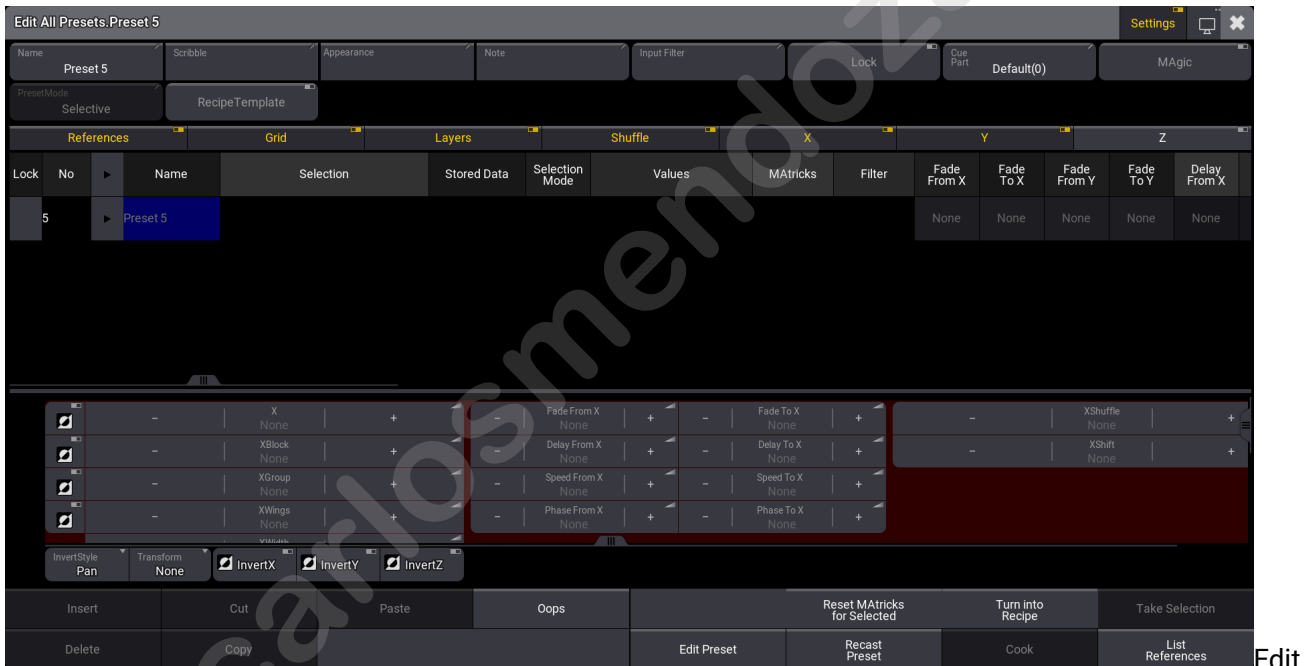 Edit All Presets.Preset 5
Settings
Name
Preset 5
Scribble
Appearance
Note
Input Filter
Lock
Cue Part
Default(0)
MAgic
PresetMode
Selective
RecipeTemplate
References Grid Layers Shuffle X Y Z
Lock No Name Selection Stored Data Selection Mode Values MAtricks Filter Fade From X Fade To X Fade From Y Fade To Y Delay From X
5 Preset 5 None None None None None
- X None + - Fade From X None + - Fade To X None + - XShuffle None +
- XBlock None + - Delay From X None + - Delay To X None + - XShift None +
- XGroup None + - Speed From X None + - Speed To X None +
- XWings None + - Phase From X None + - Phase To X None +
XWidth
InvertStyle
Pan
Transform
None
InvertX InvertY InvertZ
Insert Cut Paste Oops Reset MAtricks for Selected Turn into Recipe Take Selection
Delete Copy Edit Preset Recast Preset Cook List References
Edit
carlosmendoza